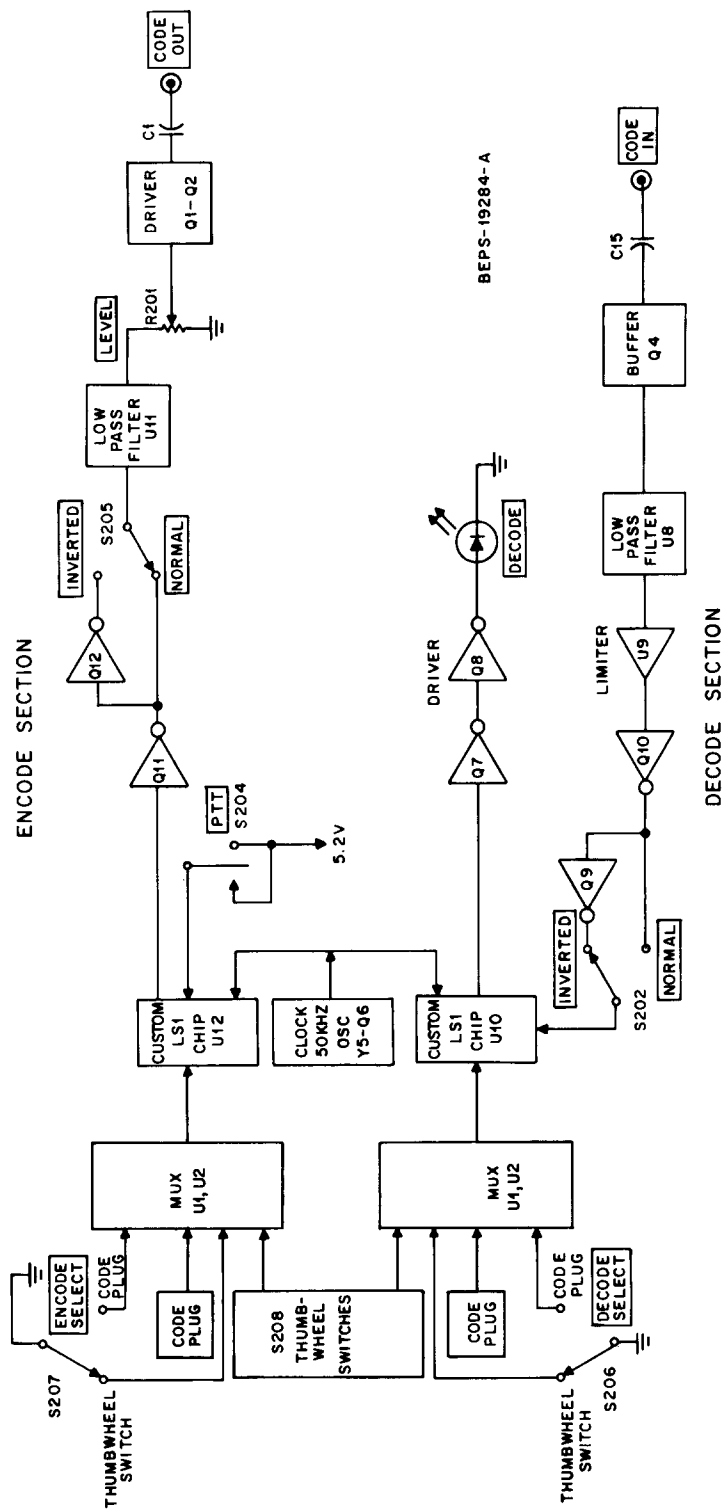 ENCODE SECTION
S207
ENCODE
SELECT
CODE
PLUG
THUMBWHEEL
SWITCH
CODE
PLUG
MUX
U1, U2
CUSTOM
LS1
CHIP
U12
PTT
S204
5.2V
Q11
Q12
INVERTED
S205
NORMAL
LOW
PASS
FILTER
U11
LEVEL
R201
DRIVER
Q1-Q2
C1
CODE
OUT
S208
THUMB-
WHEEL
SWITCHES
CLOCK
50KHZ
OSC
Y5-Q6
THUMBWHEEL
SWITCH
S206
DECODE
SELECT
CODE
PLUG
CODE
PLUG
MUX
U1, U2
CUSTOM
LS1
CHIP
U10
Q7
DRIVER
Q8
DECODE
BEPS-19284-A
S202
INVERTED
NORMAL
Q9
Q10
LIMITER
U9
LOW
PASS
FILTER
U8
BUFFER
Q4
C15
CODE
IN
DECODE SECTION